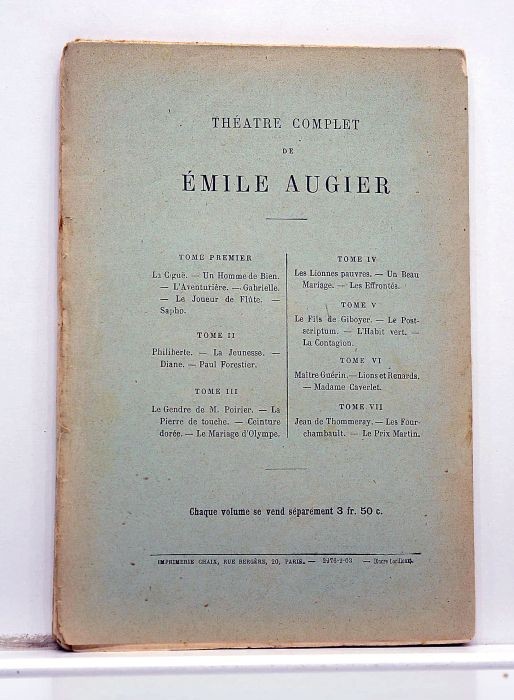 THÉATRE COMPLET
DE
ÉMILE AUGIER
TOME PREMIER
La Ciguë. — Un Homme de Bien.
— L'Aventurière. — Gabrielle.
— Le Joueur de Flûte. —
Sapho.
TOME II
Philiberte. — La Jeunesse. —
Diane. — Paul Forestier.
TOME III
Le Gendre de M. Poirier. — La
Pierre de touche. — Ceinture
dorée. — Le Mariage d'Olympe.
TOME IV
Les Lionnes pauvres. — Un Beau
Mariage. — Les Effrontés.
TOME V
Le Fils de Giboyer. — Le Post-
scriptum. — L'Habit vert. —
La Contagion.
TOME VI
Maître Guérin. — Lions et Renards.
— Madame Caverlet.
TOME VII
Jean de Thommeray. — Les Four-
chambault. — Le Prix Martin.
Chaque volume se vend séparément 3 fr. 50 c.
IMPRIMERIE CHAIX, RUE BERGÈRE, 20, PARIS. — 2976-2-03 — (Encre Lorilleux).